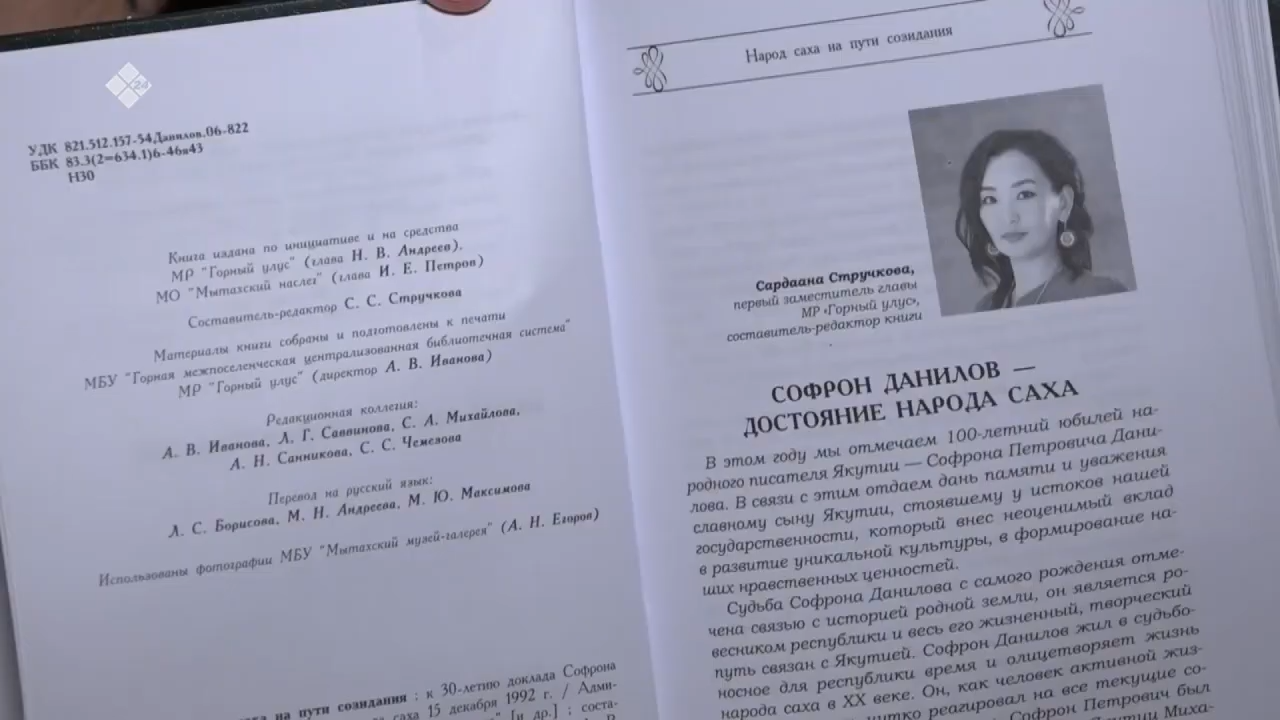 24
УДК 821.512.157-54Данилов.06-822
ББК 83.3(2=634.1)6-46я43
Н30
Книга издана по инициативе и на средства
МР "Горный улус" (глава Н. В. Андреев),
МО "Мытахский наслег" (глава И. Е. Петров)
Составитель-редактор С. С. Стручкова
Материалы книги собраны и подготовлены к печати
МБУ "Горная межпоселенческая централизованная библиотечная система"
МР "Горный улус" (директор А. В. Иванова)
Редакционная коллегия:
А. В. Иванова, Л. Г. Саввинова, С. А. Михайлова,
А. Н. Санникова, С. С. Чемезова
Перевод на русский язык:
Л. С. Борисова, М. Н. Андреева, М. Ю. Максимова
Использованы фотографии МБУ "Мытахский музей-галерея" (А. Н. Егоров)
на пути созидания : к 30-летию доклада Софрона
саха 15 декабря 1992 г. / Адми-
[и др.] ; соста-
Народ саха на пути созидания
Сардаана Стручкова,
первый заместитель главы
МР «Горный улус»,
составитель-редактор книги
СОФРОН ДАНИЛОВ —
ДОСТОЯНИЕ НАРОДА САХА
В этом году мы отмечаем 100-летний юбилей на-
родного писателя Якутии — Софрона Петровича Дани-
лова. В связи с этим отдаем дань памяти и уважения
славному сыну Якутии, стоявшему у истоков нашей
государственности, который внес неоценимый вклад
в развитие уникальной культуры, в формирование на-
ших нравственных ценностей.
Судьба Софрона Данилова с самого рождения отме-
чена связью с историей родной земли, он является ро-
весником республики и весь его жизненный, творческий
путь связан с Якутией. Софрон Данилов жил в судьбо-
носное для республики время и олицетворяет жизнь
народа саха в XX веке. Он, как человек активной жиз-
чутко реагировал на все текущие со-
Софрон Петрович был
Миха-